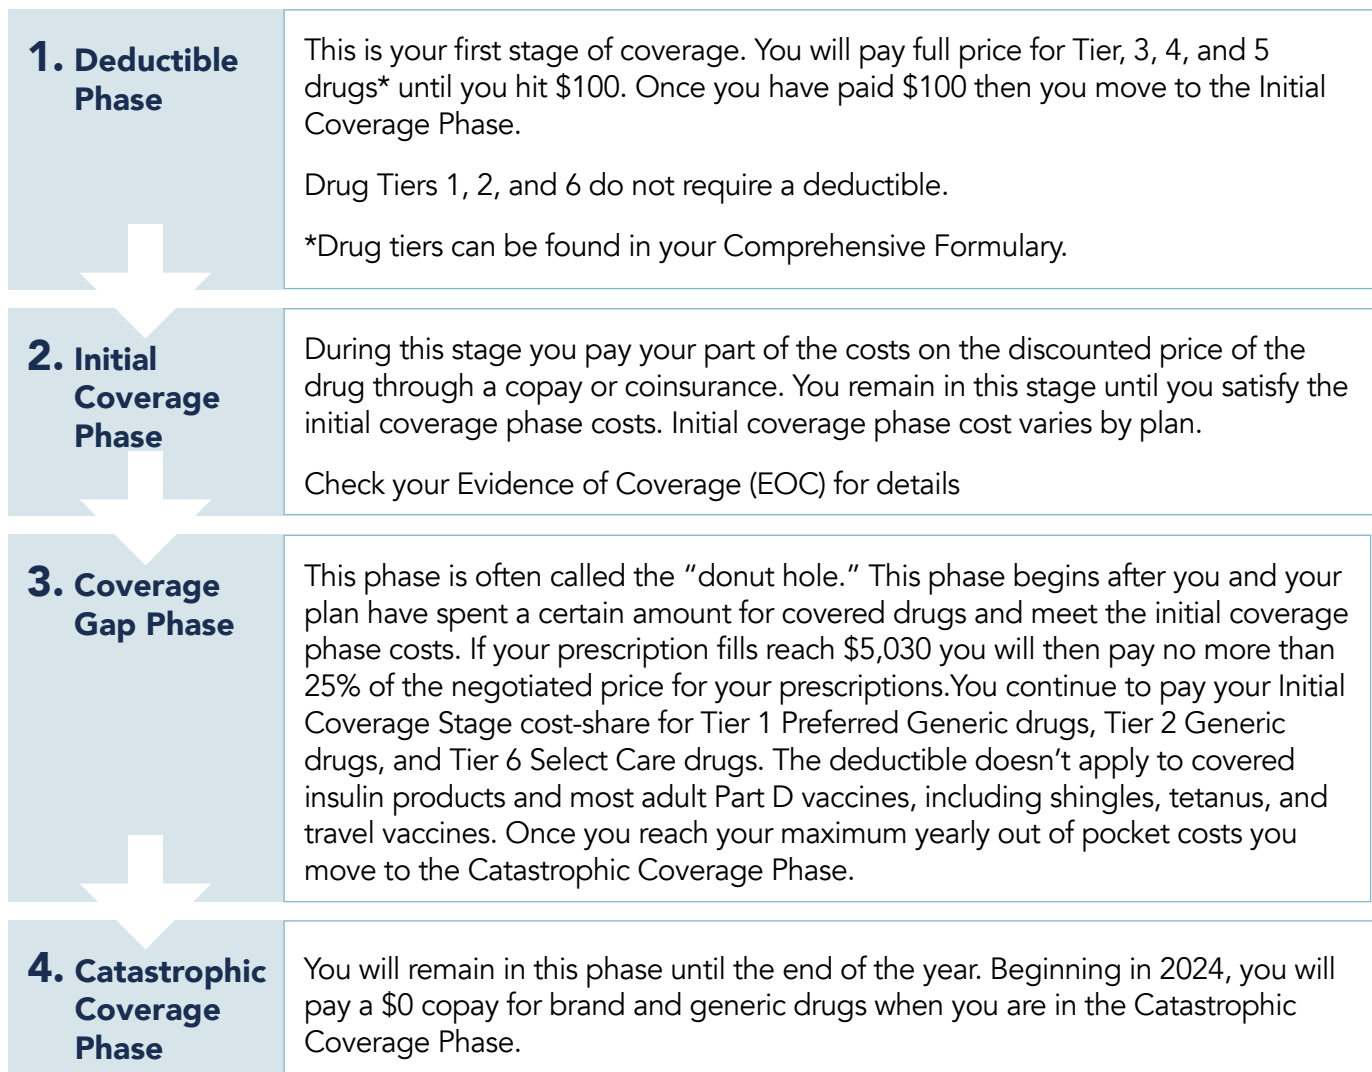 1. Deductible
Phase
This is your first stage of coverage. You will pay full price for Tier, 3, 4, and 5
drugs* until you hit $100. Once you have paid $100 then you move to the Initial
Coverage Phase.
Drug Tiers 1, 2, and 6 do not require a deductible.
*Drug tiers can be found in your Comprehensive Formulary.
2. Initial
Coverage
Phase
During this stage you pay your part of the costs on the discounted price of the
drug through a copay or coinsurance. You remain in this stage until you satisfy the
initial coverage phase costs. Initial coverage phase cost varies by plan.
Check your Evidence of Coverage (EOC) for details
3. Coverage
Gap Phase
This phase is often called the “donut hole.” This phase begins after you and your
plan have spent a certain amount for covered drugs and meet the initial coverage
phase costs. If your prescription fills reach $5,030 you will then pay no more than
25% of the negotiated price for your prescriptions.You continue to pay your Initial
Coverage Stage cost-share for Tier 1 Preferred Generic drugs, Tier 2 Generic
drugs, and Tier 6 Select Care drugs. The deductible doesn’t apply to covered
insulin products and most adult Part D vaccines, including shingles, tetanus, and
travel vaccines. Once you reach your maximum yearly out of pocket costs you
move to the Catastrophic Coverage Phase.
4. Catastrophic
Coverage
Phase
You will remain in this phase until the end of the year. Beginning in 2024, you will
pay a $0 copay for brand and generic drugs when you are in the Catastrophic
Coverage Phase.